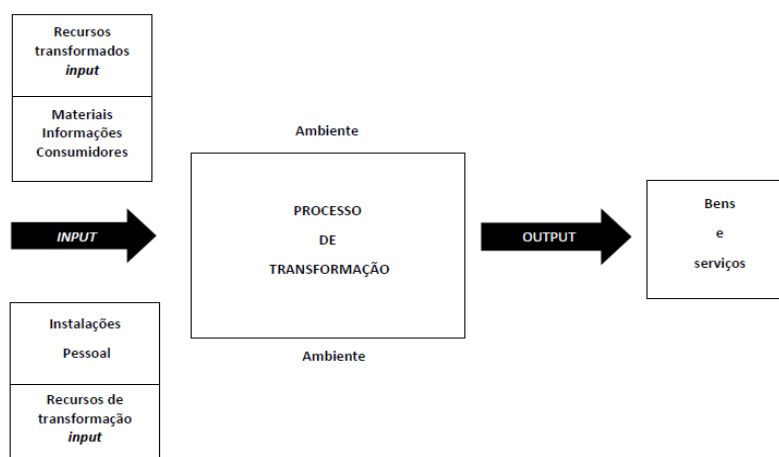 Recursos
transformados
input
Materiais
Informações
Consumidores
INPUT
Instalações
Pessoal
Recursos de
transformação
input
Ambiente
PROCESSO
DE
TRANSFORMAÇÃO
Ambiente
OUTPUT
Bens
e
serviços